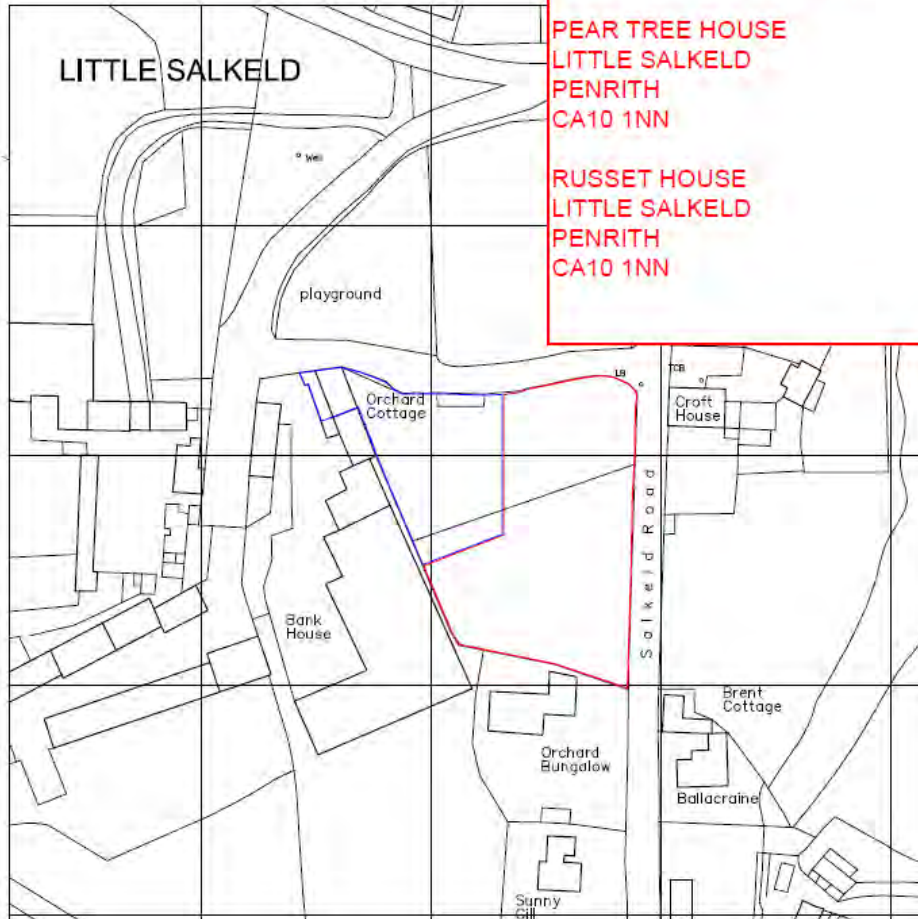 PEAR TREE HOUSE
LITTLE SALKELD
PENRITH
CA10 1NN
RUSSET HOUSE
LITTLE SALKELD
PENRITH
CA10 1NN
LITTLE SALKELD
Well
playground
LB
TCB
Orchard
Cottage
Croft
House
Salkeld Road
Bank
House
Brent
Cottage
Orchard
Bungalow
Ballacraine
Sunny
Gill